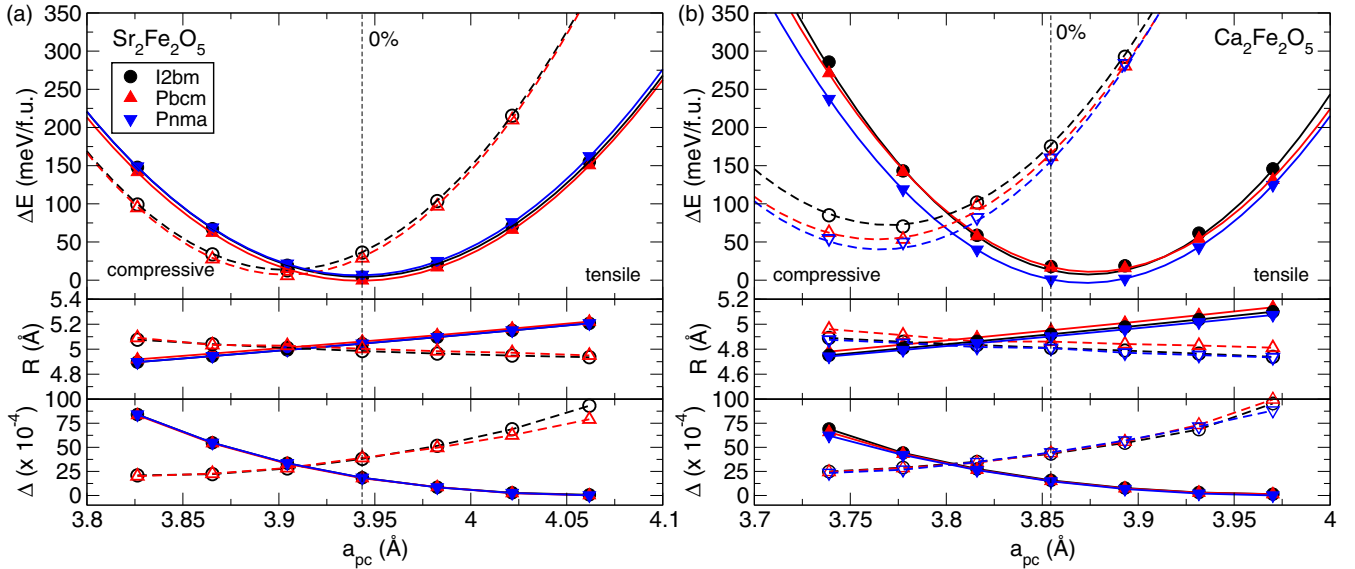 (a)
Sr2Fe2O5
0%
I2bm
Pbcm
Pnma
ΔE (meV/f.u.)
350
300
250
200
150
100
50
0
compressive
tensile
R (Å)
5.4
5.2
5
4.8
Δ (x 10-4)
100
75
50
25
0
3.8
3.85
3.9
3.95
4
4.05
4.1
apc (Å)
(b)
0%
Ca2Fe2O5
ΔE (meV/f.u.)
350
300
250
200
150
100
50
0
compressive
tensile
R (Å)
5.2
5
4.8
4.6
Δ (x 10-4)
100
75
50
25
0
3.7
3.75
3.8
3.85
3.9
3.95
4
apc (Å)